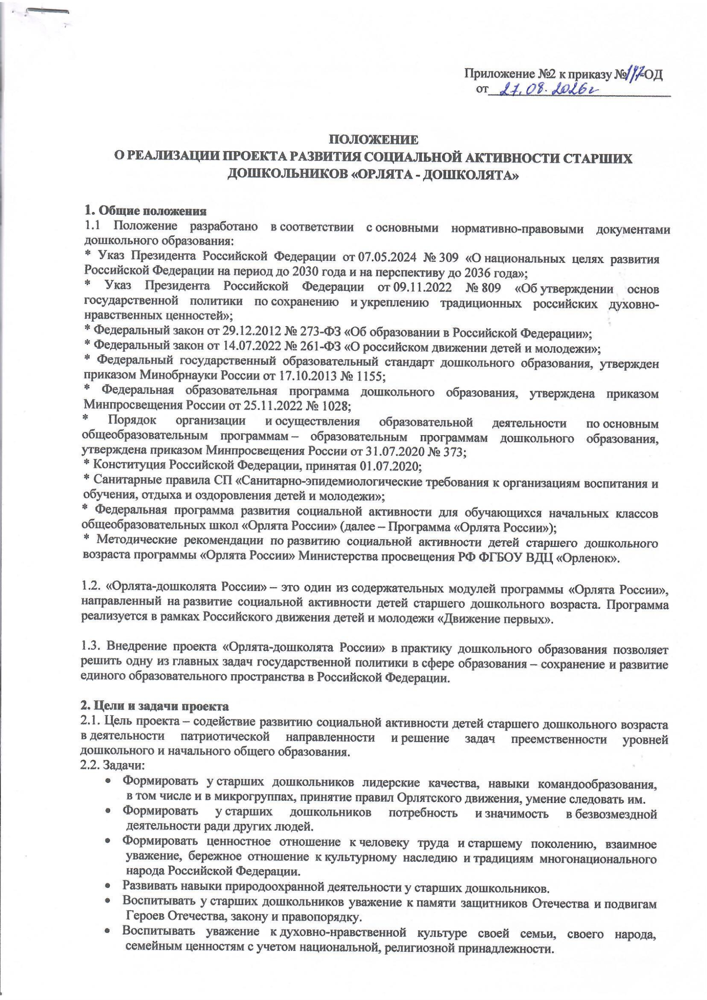 Приложение №2 к приказу №147-ОД
от 27.08.2026г
ПОЛОЖЕНИЕ
О РЕАЛИЗАЦИИ ПРОЕКТА РАЗВИТИЯ СОЦИАЛЬНОЙ АКТИВНОСТИ СТАРШИХ
ДОШКОЛЬНИКОВ «ОРЛЯТА - ДОШКОЛЯТА»
1. Общие положения
1.1 Положение разработано в соответствии с основными нормативно-правовыми документами
дошкольного образования:
* Указ Президента Российской Федерации от 07.05.2024 № 309 «О национальных целях развития
Российской Федерации на период до 2030 года и на перспективу до 2036 года»;
* Указ Президента Российской Федерации от 09.11.2022 № 809 «Об утверждении основ
государственной политики по сохранению и укреплению традиционных российских духовно-
нравственных ценностей»;
* Федеральный закон от 29.12.2012 № 273-ФЗ «Об образовании в Российской Федерации»;
* Федеральный закон от 14.07.2022 № 261-ФЗ «О российском движении детей и молодежи»;
* Федеральный государственный образовательный стандарт дошкольного образования, утвержден
приказом Минобрнауки России от 17.10.2013 № 1155;
* Федеральная образовательная программа дошкольного образования, утверждена приказом
Минпросвещения России от 25.11.2022 № 1028;
* Порядок организации и осуществления образовательной деятельности по основным
общеобразовательным программам – образовательным программам дошкольного образования,
утверждена приказом Минпросвещения России от 31.07.2020 № 373;
* Конституция Российской Федерации, принятая 01.07.2020;
* Санитарные правила СП «Санитарно-эпидемиологические требования к организациям воспитания и
обучения, отдыха и оздоровления детей и молодежи»;
* Федеральная программа развития социальной активности для обучающихся начальных классов
общеобразовательных школ «Орлята России» (далее – Программа «Орлята России»);
* Методические рекомендации по развитию социальной активности детей старшего дошкольного
возраста программы «Орлята России» Министерства просвещения РФ ФГБОУ ВДЦ «Орленок».
1.2. «Орлята-дошколята России» – это один из содержательных модулей программы «Орлята России»,
направленный на развитие социальной активности детей старшего дошкольного возраста. Программа
реализуется в рамках Российского движения детей и молодежи «Движение первых».
1.3. Внедрение проекта «Орлята-дошколята России» в практику дошкольного образования позволяет
решить одну из главных задач государственной политики в сфере образования – сохранение и развитие
единого образовательного пространства в Российской Федерации.
2. Цели и задачи проекта
2.1. Цель проекта – содействие развитию социальной активности детей старшего дошкольного возраста
в деятельности патриотической направленности и решение задач преемственности уровней
дошкольного и начального общего образования.
2.2. Задачи:
• Формировать у старших дошкольников лидерские качества, навыки командообразования,
в том числе и в микрогруппах, принятие правил Орлятского движения, умение следовать им.
• Формировать у старших дошкольников потребность и значимость в безвозмездной
деятельности ради других людей.
• Формировать ценностное отношение к человеку труда и старшему поколению, взаимное
уважение, бережное отношение к культурному наследию и традициям многонационального
народа Российской Федерации.
• Развивать навыки природоохранной деятельности у старших дошкольников.
• Воспитывать у старших дошкольников уважение к памяти защитников Отечества и подвигам
Героев Отечества, закону и правопорядку.
• Воспитывать уважение к духовно-нравственной культуре своей семьи, своего народа,
семейным ценностям с учетом национальной, религиозной принадлежности.